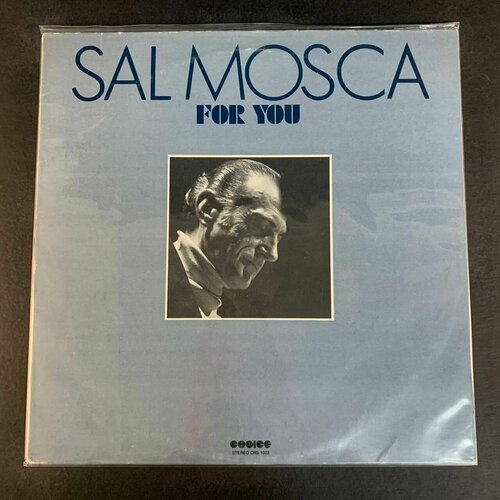 SAL MOSCA
FOR YOU
CHOICE
STEREO CRS 1022